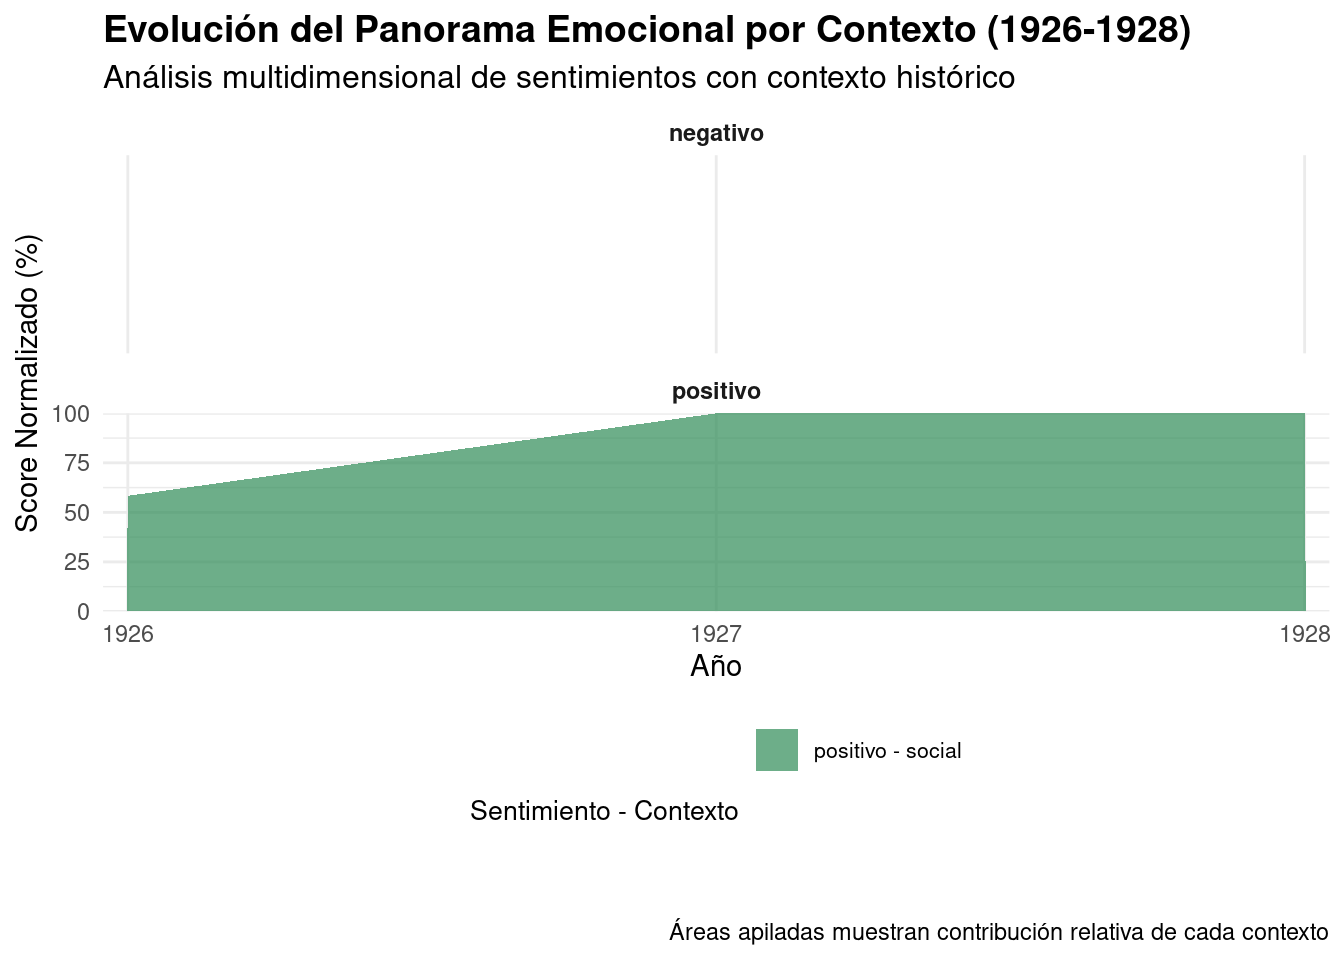 Evolución del Panorama Emocional por Contexto (1926-1928)
Análisis multidimensional de sentimientos con contexto histórico
negativo
Score Normalizado (%)
positivo
100
75
50
25
0
1926 1927 1928
Año
positivo - social
Sentimiento - Contexto
Áreas apiladas muestran contribución relativa de cada contexto